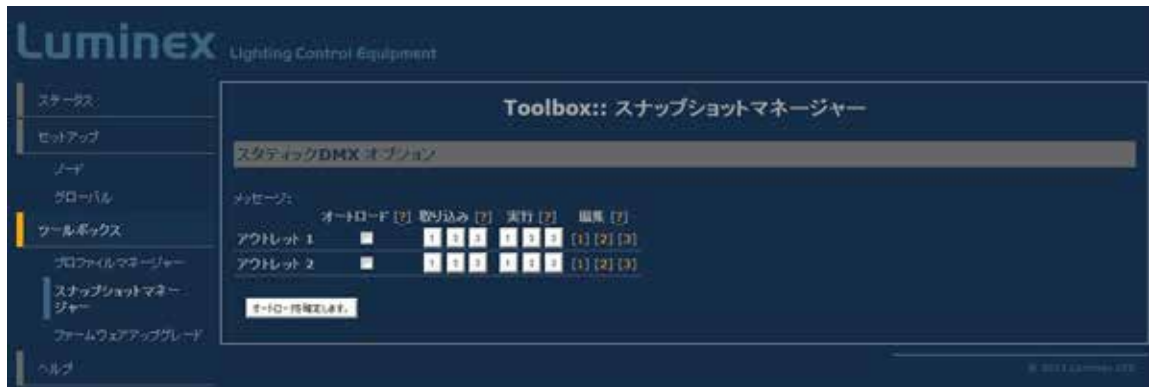 Luminex Lighting Control Equipment
ステータス
セットアップ
ノード
グローバル
ツールボックス
プロファイルマネージャー
スナップショットマネー
ジャー
ファームウェアアップグレード
ヘルプ
Toolbox:: スナップショットマネージャー
スタティックDMX オプション
メッセージ:
オートロード [?] 取り込み [?] 実行 [?] 編集 [?]
アウトレット 1 1 2 3 1 2 3 [1] [2] [3]
アウトレット 2 1 2 3 1 2 3 [1] [2] [3]
オートロードを確定します。
© 2011 Luminex LCE